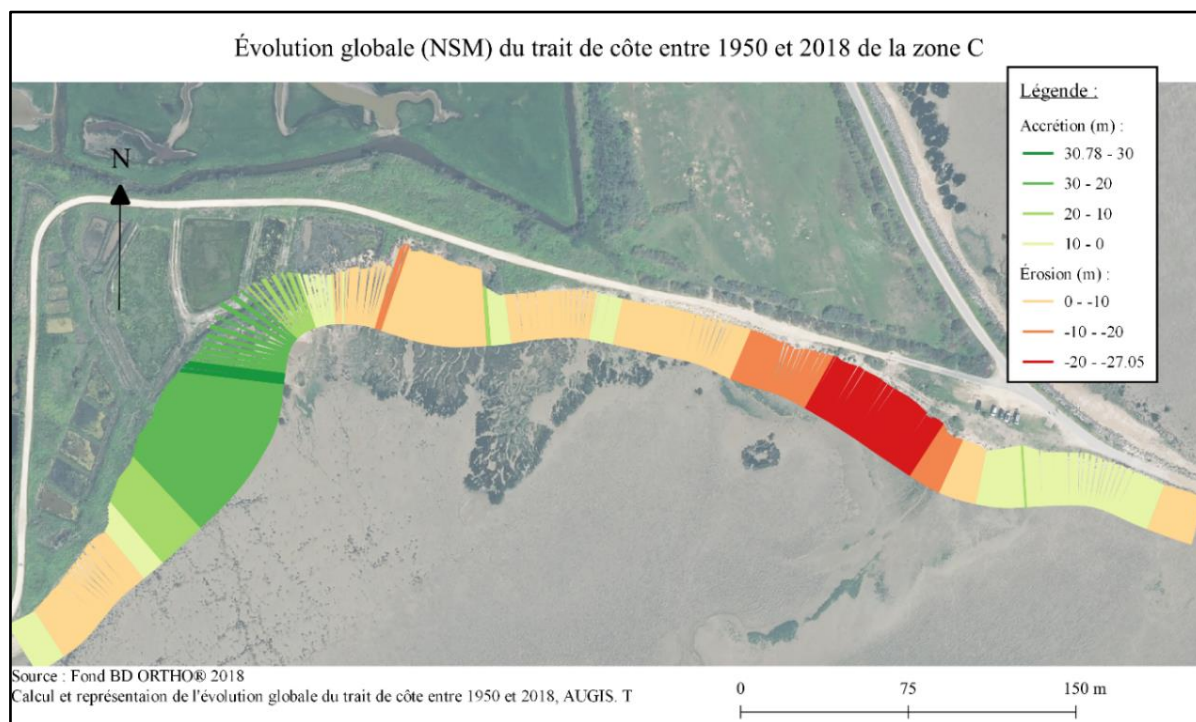 Évolution globale (NSM) du trait de côte entre 1950 et 2018 de la zone C
N
Légende :
Accrétion (m) :
30.78 - 30
30 - 20
20 - 10
10 - 0
Érosion (m) :
0 - -10
-10 - -20
-20 - -27.05
Source : Fond BD ORTHO® 2018
Calcul et représentaion de l'évolution globale du trait de côte entre 1950 et 2018, AUGIS. T
0 75 150 m